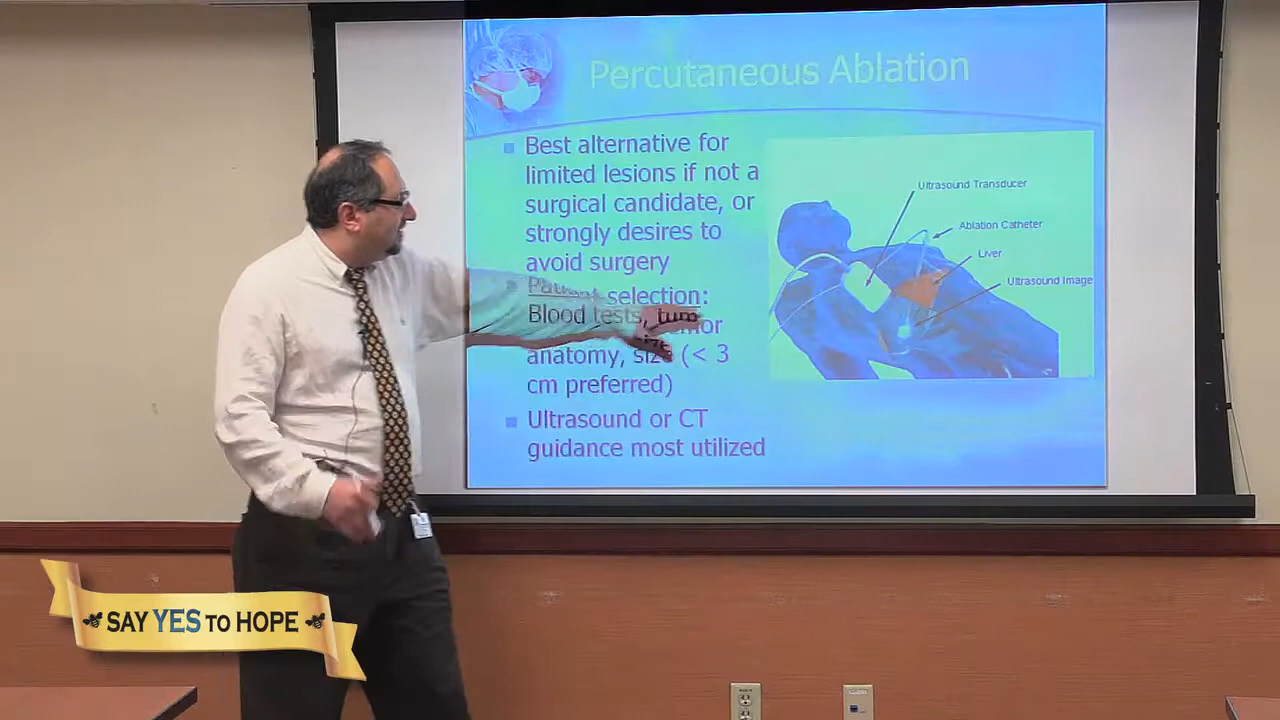 Percutaneous Ablation
Best alternative for
limited lesions if not a
surgical candidate, or
strongly desires to
avoid surgery
selection:
Blood tests,
anatomy, size (< 3
cm preferred)
Ultrasound or CT
guidance most utilized
Ultrasound Transducer
Ablation Catheter
Liver
Ultrasound Image
SAY YES TO HOPE